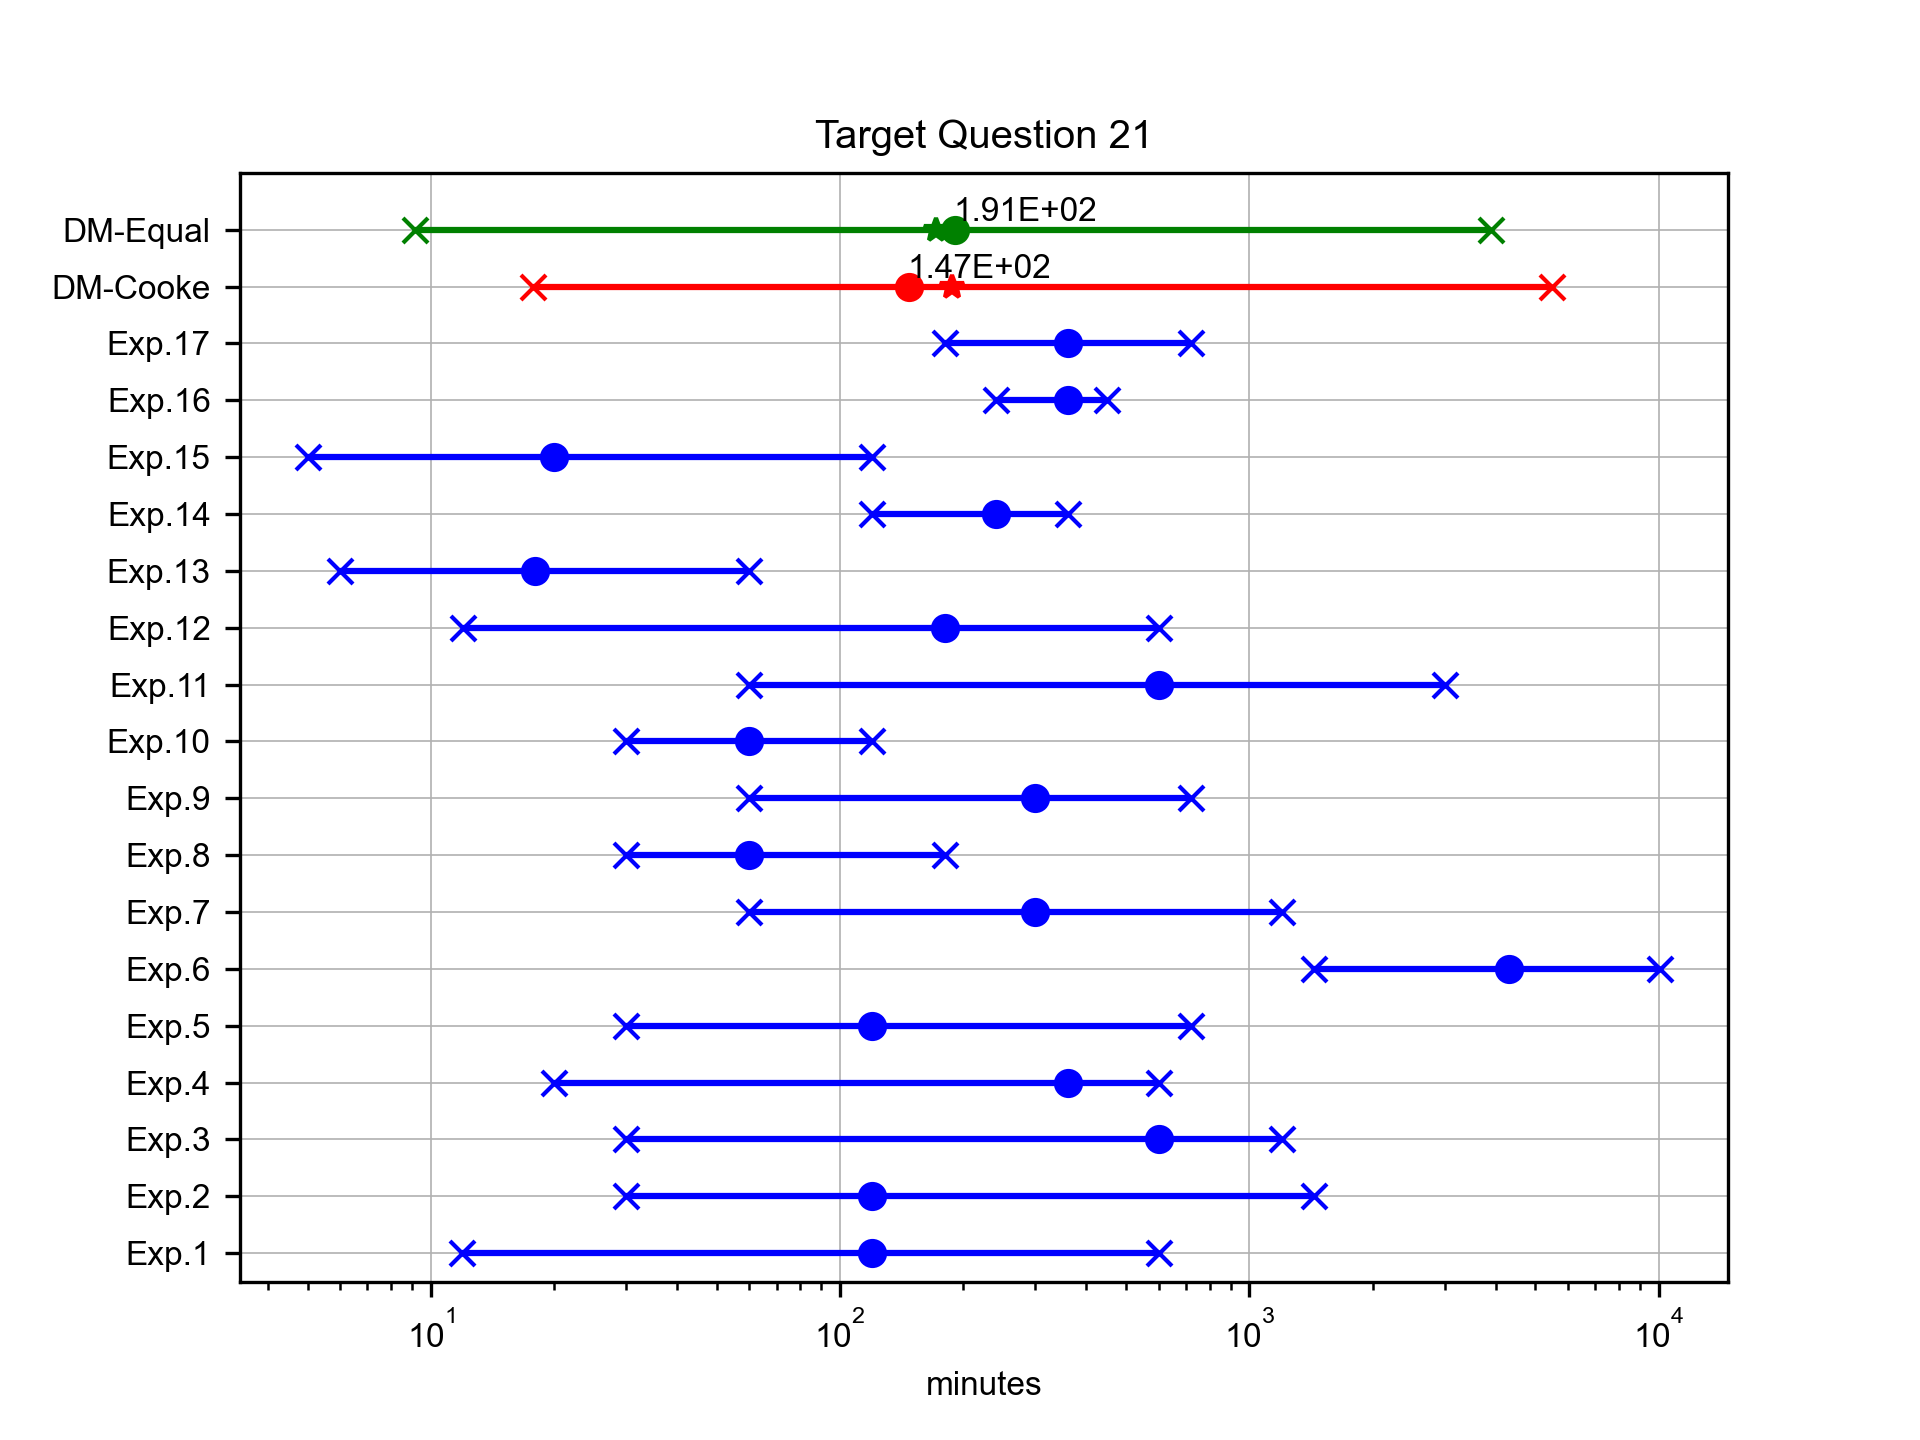 Target Question 21
DM-Equal
1.91E+02
DM-Cooke
1.47E+02
Exp.17
Exp.16
Exp.15
Exp.14
Exp.13
Exp.12
Exp.11
Exp.10
Exp.9
Exp.8
Exp.7
Exp.6
Exp.5
Exp.4
Exp.3
Exp.2
Exp.1
10^1 10^2 10^3 10^4
minutes